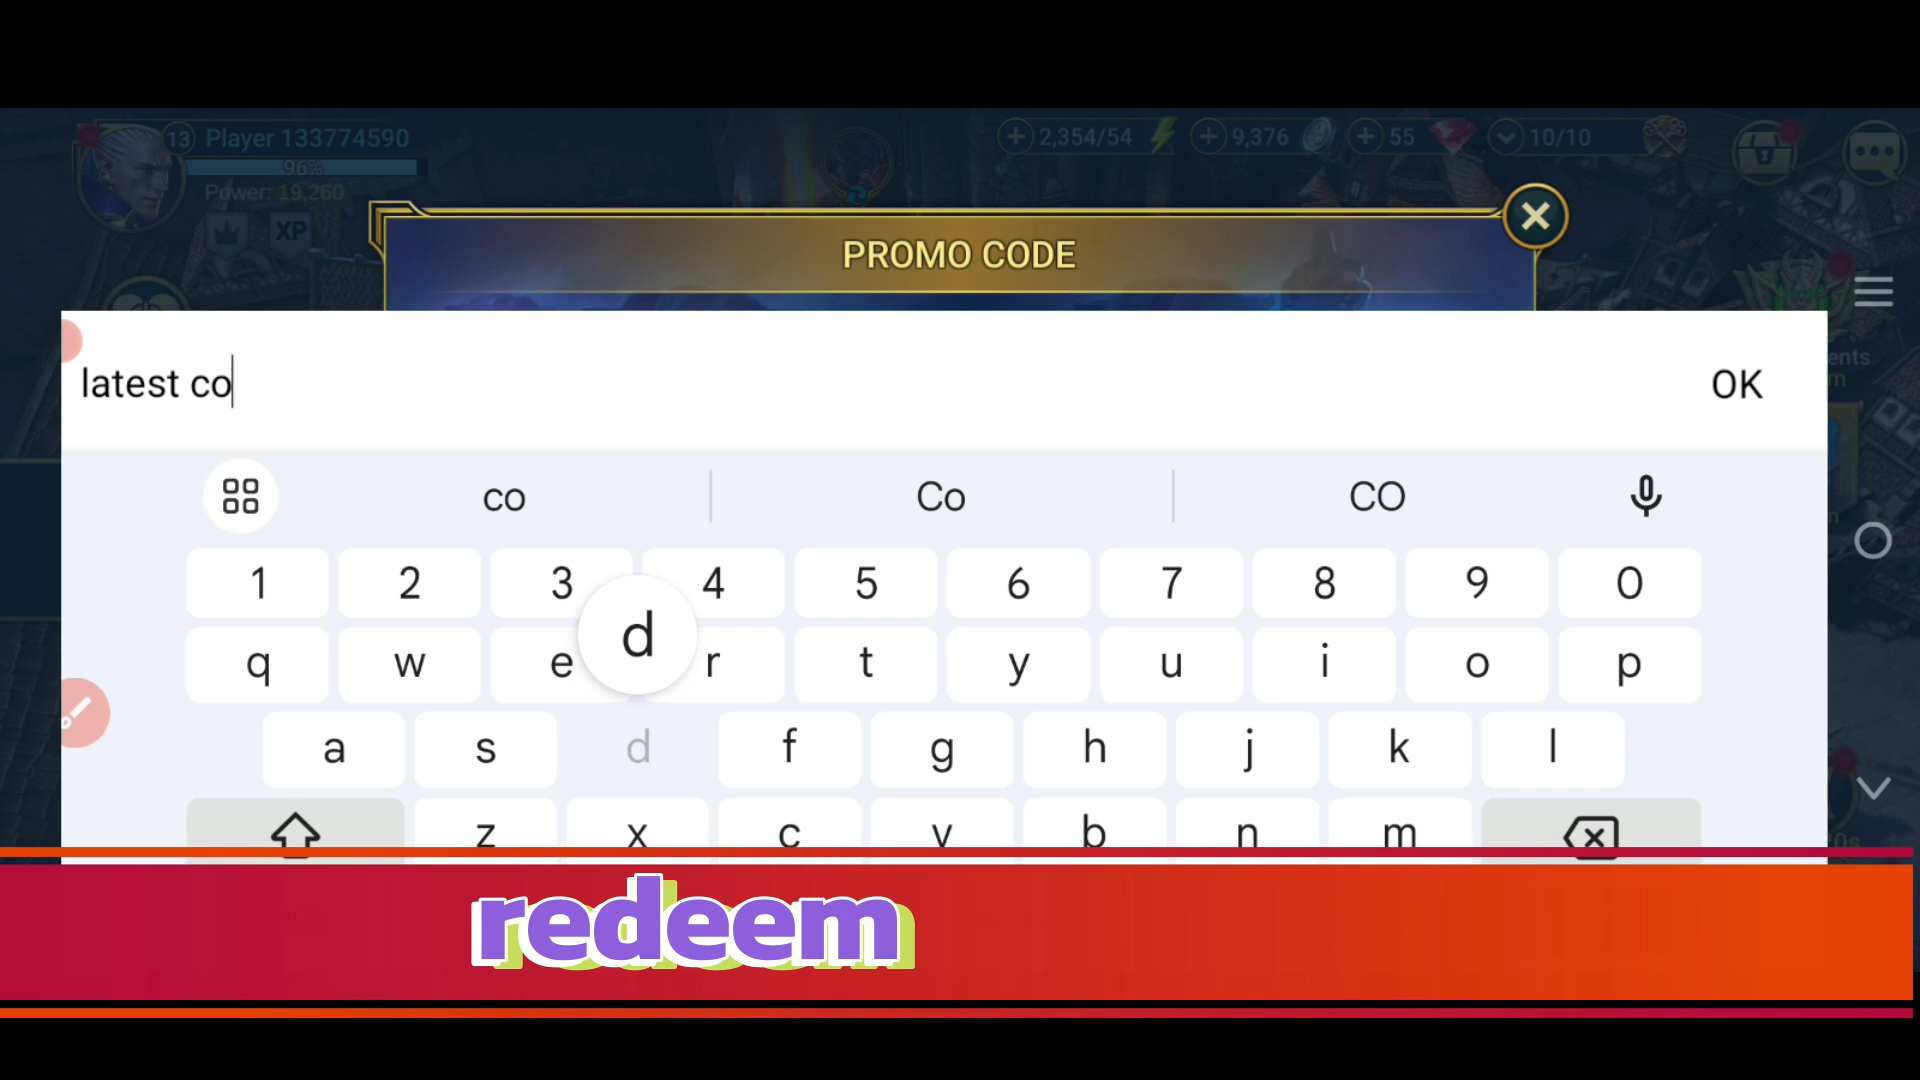 13 Player 133774590
96%
Power: 19,260
XP
2,354/54
9,376
55
10/10
PROMO CODE
latest co
OK
co
Co
CO
1 2 3 4 5 6 7 8 9 0
d
q w e r t y u i o p
a s d f g h j k l
z x c v b n m
redeem